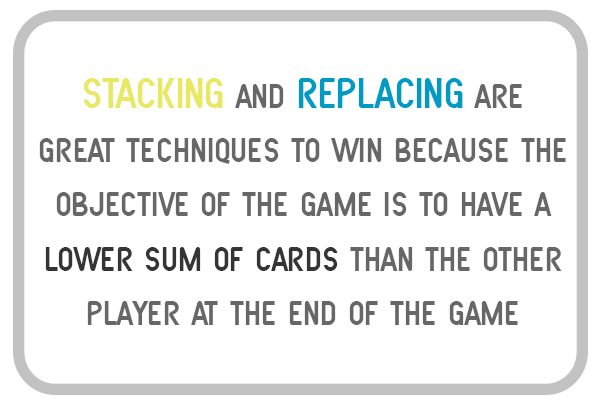 STACKING AND REPLACING ARE
GREAT TECHNIQUES TO WIN BECAUSE THE
OBJECTIVE OF THE GAME IS TO HAVE A
LOWER SUM OF CARDS THAN THE OTHER
PLAYER AT THE END OF THE GAME